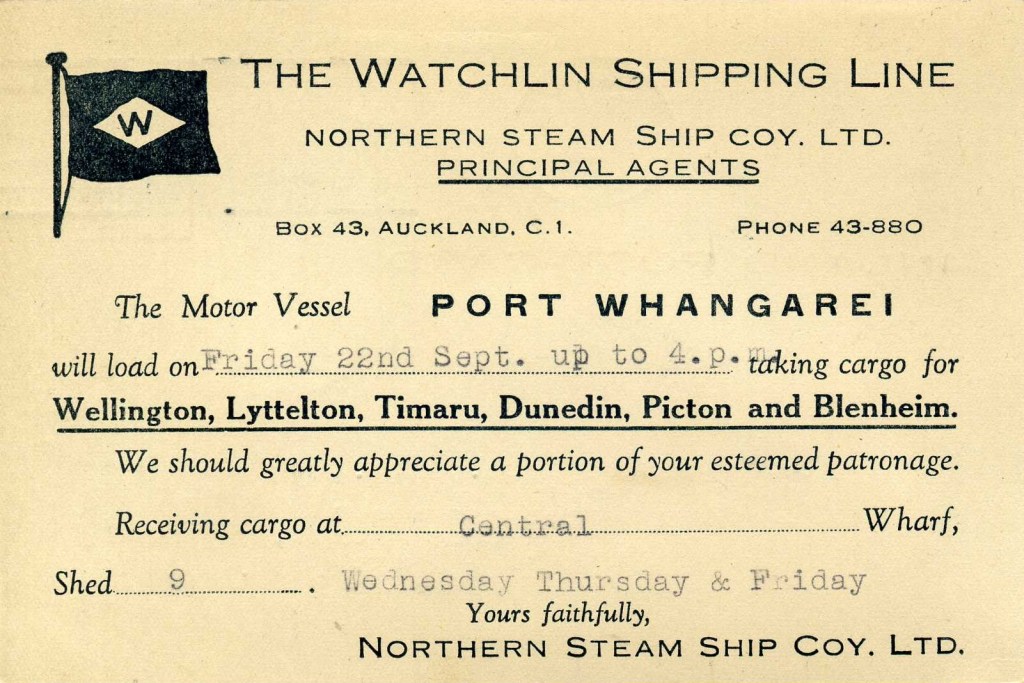 W
THE WATCHLIN SHIPPING LINE
NORTHERN STEAM SHIP COY. LTD.
PRINCIPAL AGENTS
BOX 43, AUCKLAND, C.1. PHONE 43-880
The Motor Vessel PORT WHANGAREI
will load on Friday 22nd Sept. up to 4.p.m. taking cargo for
Wellington, Lyttelton, Timaru, Dunedin, Picton and Blenheim.
We should greatly appreciate a portion of your esteemed patronage.
Receiving cargo at Central Wharf,
Shed 9 . Wednesday Thursday & Friday
Yours faithfully,
NORTHERN STEAM SHIP COY. LTD.